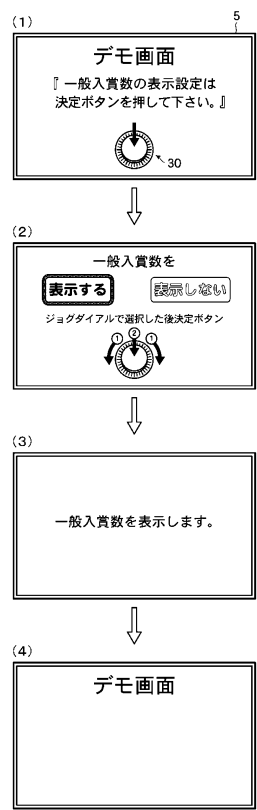 (1)
5
デモ画面
『一般入賞数の表示設定は
決定ボタンを押して下さい。』
30
(2)
一般入賞数を
表示する 表示しない
ジョグダイアルで選択した後決定ボタン
① ② ①
(3)
一般入賞数を表示します。
(4)
デモ画面